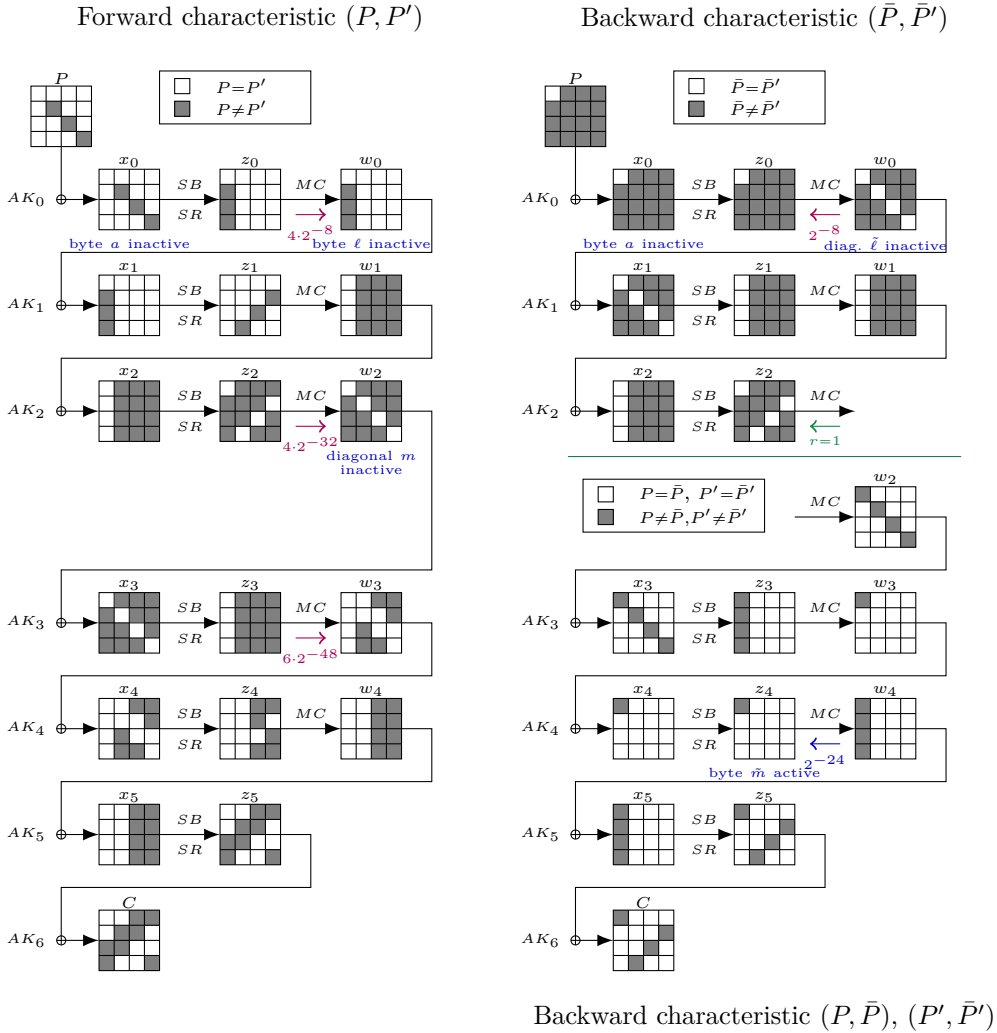 Forward characteristic (P, P′)
P
P=P′
P≠P′
x₀
z₀
w₀
AK₀
SB
SR
MC
4·2⁻⁸
byte a inactive
byte ℓ inactive
x₁
z₁
w₁
AK₁
SB
SR
MC
x₂
z₂
w₂
AK₂
SB
SR
MC
4·2⁻³²
diagonal m
inactive
x₃
z₃
w₃
AK₃
SB
SR
MC
6·2⁻⁴⁸
x₄
z₄
w₄
AK₄
SB
SR
MC
x₅
z₅
AK₅
SB
SR
C
AK₆
Backward characteristic (P̄, P̄′)
P
P̄=P̄′
P̄≠P̄′
x₀
z₀
w₀
AK₀
SB
SR
MC
2⁻⁸
byte a inactive
diag. ℓ̃ inactive
x₁
z₁
w₁
AK₁
SB
SR
MC
x₂
z₂
AK₂
SB
SR
MC
r=1
P=P̄, P′=P̄′
P≠P̄,P′≠P̄′
MC
w₂
x₃
z₃
w₃
AK₃
SB
SR
MC
x₄
z₄
w₄
AK₄
SB
SR
MC
2⁻²⁴
byte m̃ active
x₅
z₅
AK₅
SB
SR
C
AK₆
Backward characteristic (P, P̄), (P′, P̄′)